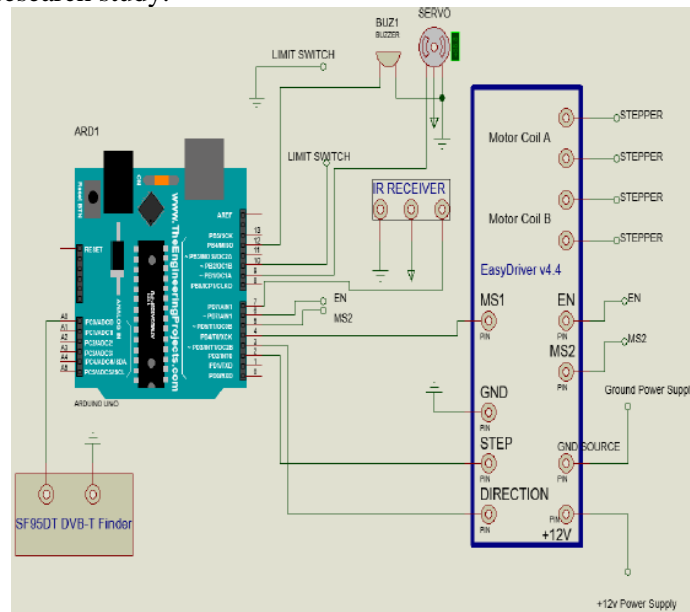 research study.
BUZ1
BUZZER
SERVO
LIMIT SWITCH
ARD1
LIMIT SWITCH
IR RECEIVER
Motor Coil A
Motor Coil B
STEPPER
STEPPER
STEPPER
STEPPER
EasyDriver v4.4
Reset BTN
ON
www.TheEngineeringProjects.com
RESET
AREF
13
12
11
10
9
8
7
6
5
4
3
2
1
0
ANALOG IN
A0
A1
A2
A3
A4
A5
ARDUINO UNO
EN
MS2
MS1
PIN
EN
PIN
EN
MS2
PIN
MS2
GND
PIN
Ground Power Supply
STEP
PIN
GND SOURCE
PIN
DIRECTION
PIN
PIN
+12V
+12v Power Supply
SF95DT DVB-T Finder